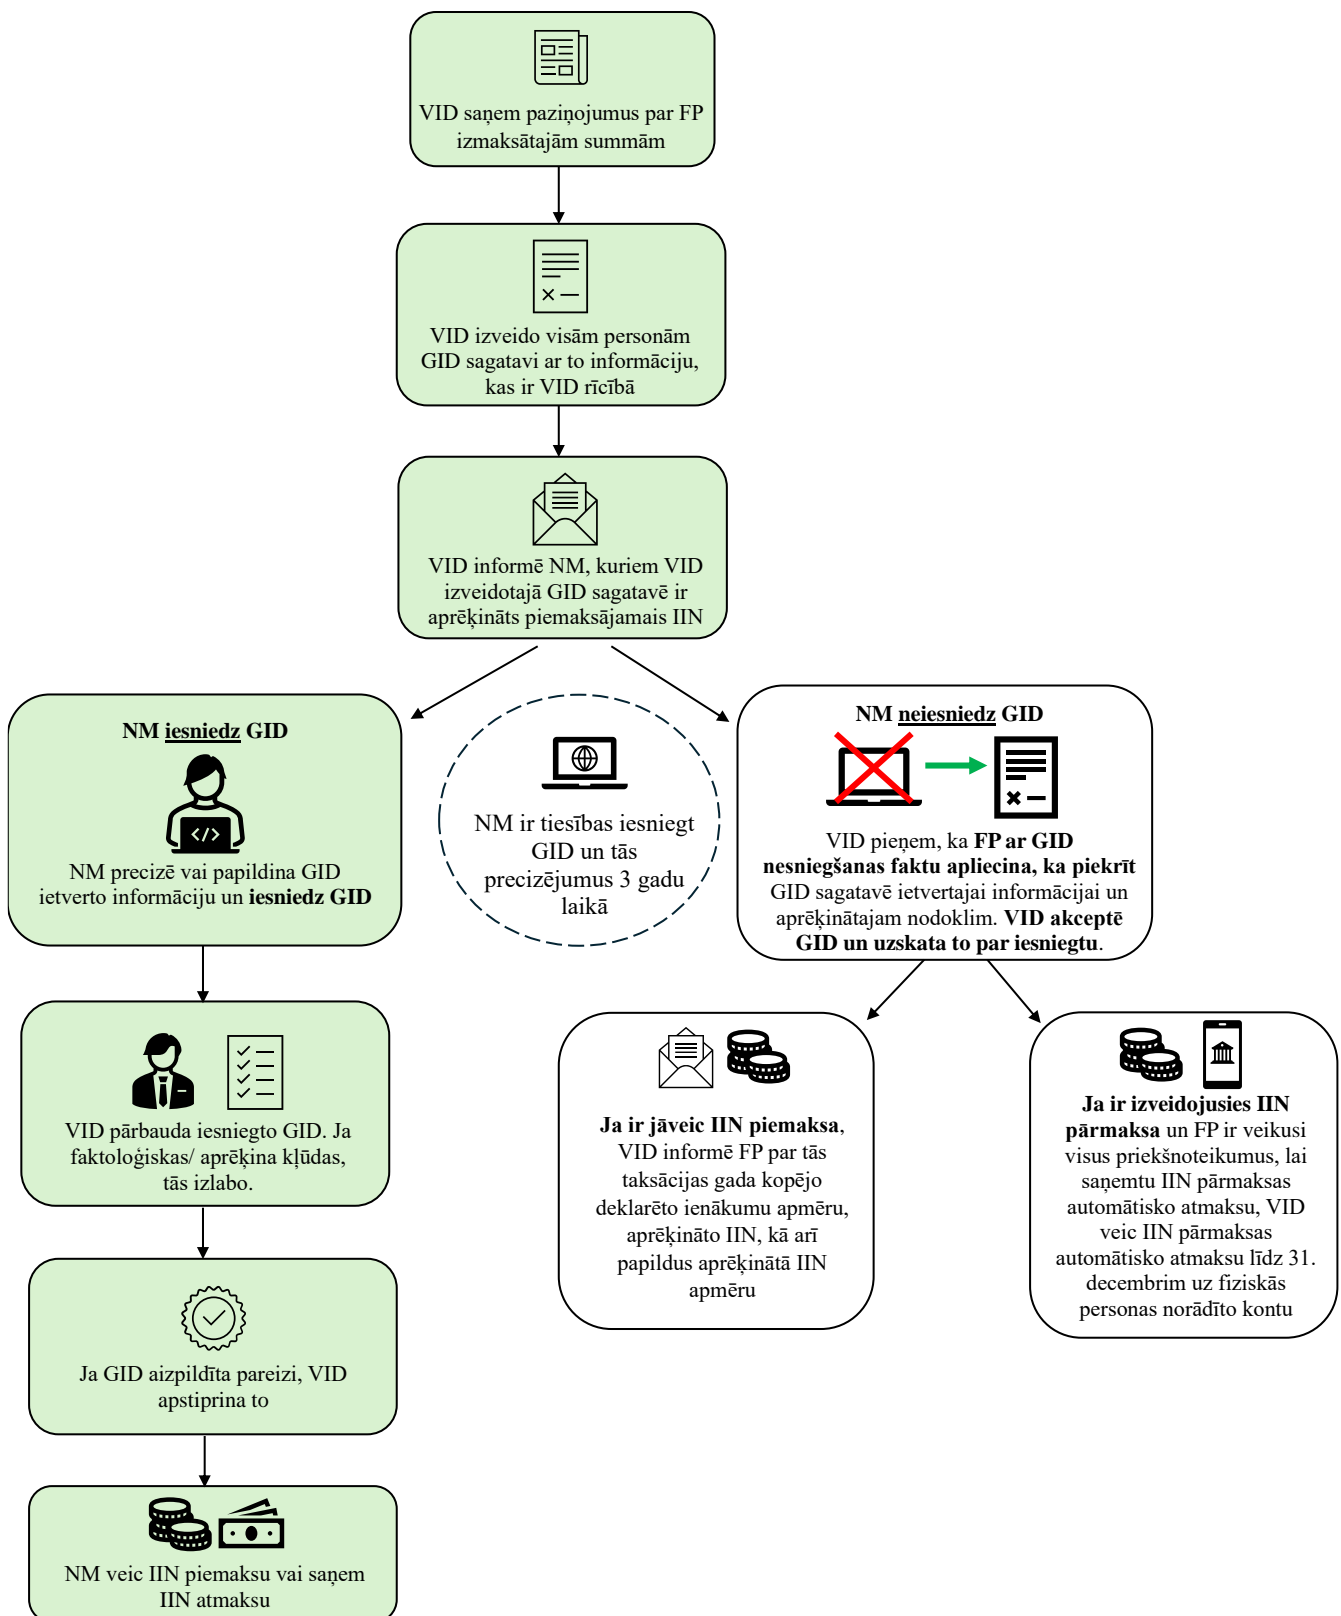 VID saņem paziņojumus par FP
izmaksātajām summām
VID izveido visām personām
GID sagatavi ar to informāciju,
kas ir VID rīcībā
VID informē NM, kuriem VID
izveidotajā GID sagatavē ir
aprēķināts piemaksājamais IIN
NM iesniedz GID
NM precizē vai papildina GID
ietverto informāciju un iesniedz GID
NM ir tiesības iesniegt
GID un tās
precizējumus 3 gadu
laikā
NM neiesniedz GID
VID pieņem, ka FP ar GID
nesniegšanas faktu apliecina, ka piekrīt
GID sagatavē ietvertajai informācijai un
aprēķinātajam nodoklim. VID akceptē
GID un uzskata to par iesniegtu.
VID pārbauda iesniegto GID. Ja
faktoloģiskas/ aprēķina kļūdas,
tās izlabo.
Ja ir jāveic IIN piemaksa,
VID informē FP par tās
taksācijas gada kopējo
deklarēto ienākumu apmēru,
aprēķināto IIN, kā arī
papildus aprēķinātā IIN
apmēru
Ja ir izveidojusies IIN
pārmaksa un FP ir veikusi
visus priekšnoteikumus, lai
saņemtu IIN pārmaksas
automātisko atmaksu, VID
veic IIN pārmaksas
automātisko atmaksu līdz 31.
decembrim uz fiziskās
personas norādīto kontu
Ja GID aizpildīta pareizi, VID
apstiprina to
NM veic IIN piemaksu vai saņem
IIN atmaksu